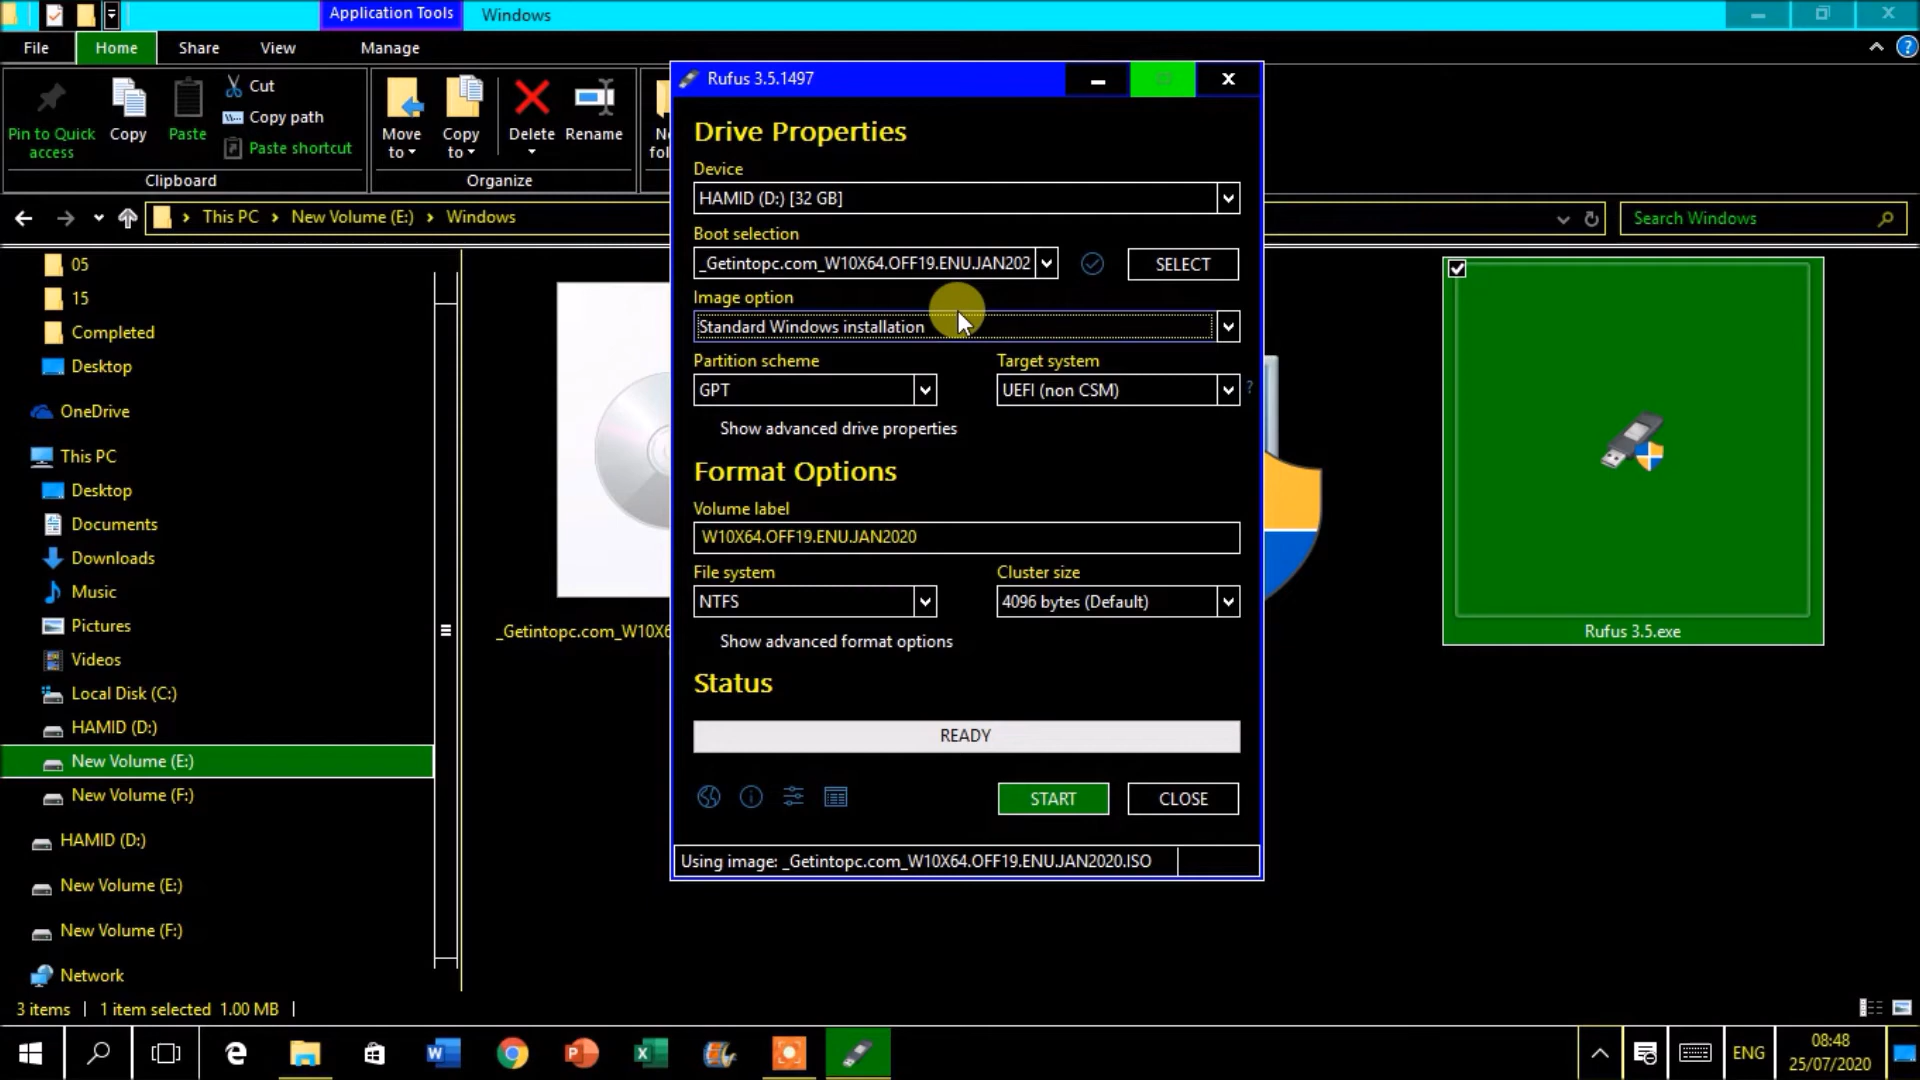 Application Tools
Windows
File
Home
Share
View
Manage
Pin to Quick access
Copy
Paste
Cut
Copy path
Paste shortcut
Clipboard
Move to
Copy to
Delete
Rename
Organize
This PC
New Volume (E:)
Windows
Search Windows
05
15
Completed
Desktop
OneDrive
This PC
Desktop
Documents
Downloads
Music
Pictures
Videos
Local Disk (C:)
HAMID (D:)
New Volume (E:)
New Volume (F:)
HAMID (D:)
New Volume (E:)
New Volume (F:)
Network
3 items
1 item selected 1.00 MB
_Getintopc.com_W10X6
Rufus 3.5.exe
Rufus 3.5.1497
Drive Properties
Device
HAMID (D:) [32 GB]
Boot selection
_Getintopc.com_W10X64.OFF19.ENU.JAN202
SELECT
Image option
Standard Windows installation
Partition scheme
Target system
GPT
UEFI (non CSM)
?
Show advanced drive properties
Format Options
Volume label
W10X64.OFF19.ENU.JAN2020
File system
Cluster size
NTFS
4096 bytes (Default)
Show advanced format options
Status
READY
START
CLOSE
Using image: _Getintopc.com_W10X64.OFF19.ENU.JAN2020.ISO
ENG
08:48
25/07/2020